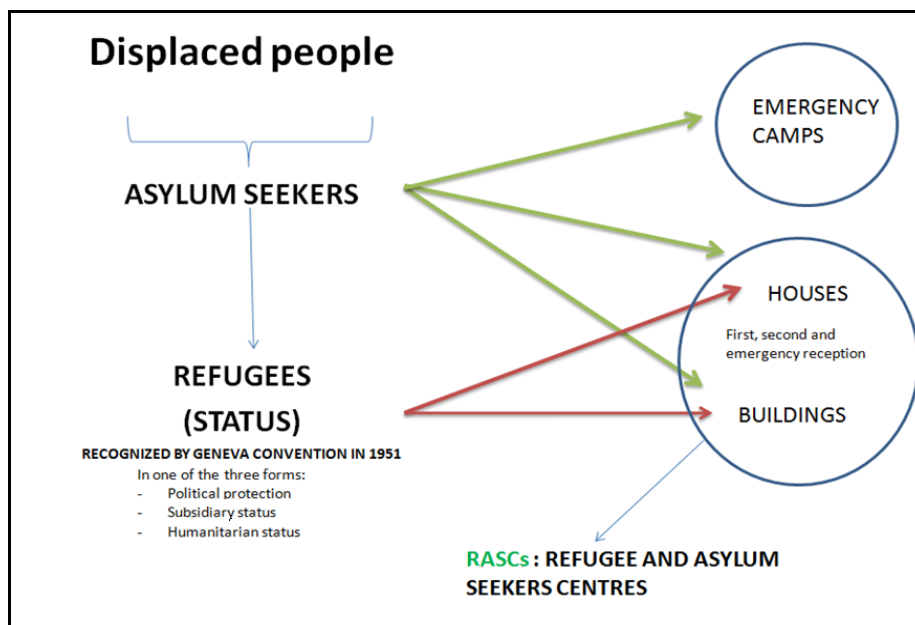 Displaced people
ASYLUM SEEKERS
REFUGEES
(STATUS)
RECOGNIZED BY GENEVA CONVENTION IN 1951
In one of the three forms:
- Political protection
- Subsidiary status
- Humanitarian status
EMERGENCY
CAMPS
HOUSES
First, second and
emergency reception
BUILDINGS
RASCs : REFUGEE AND ASYLUM
SEEKERS CENTRES